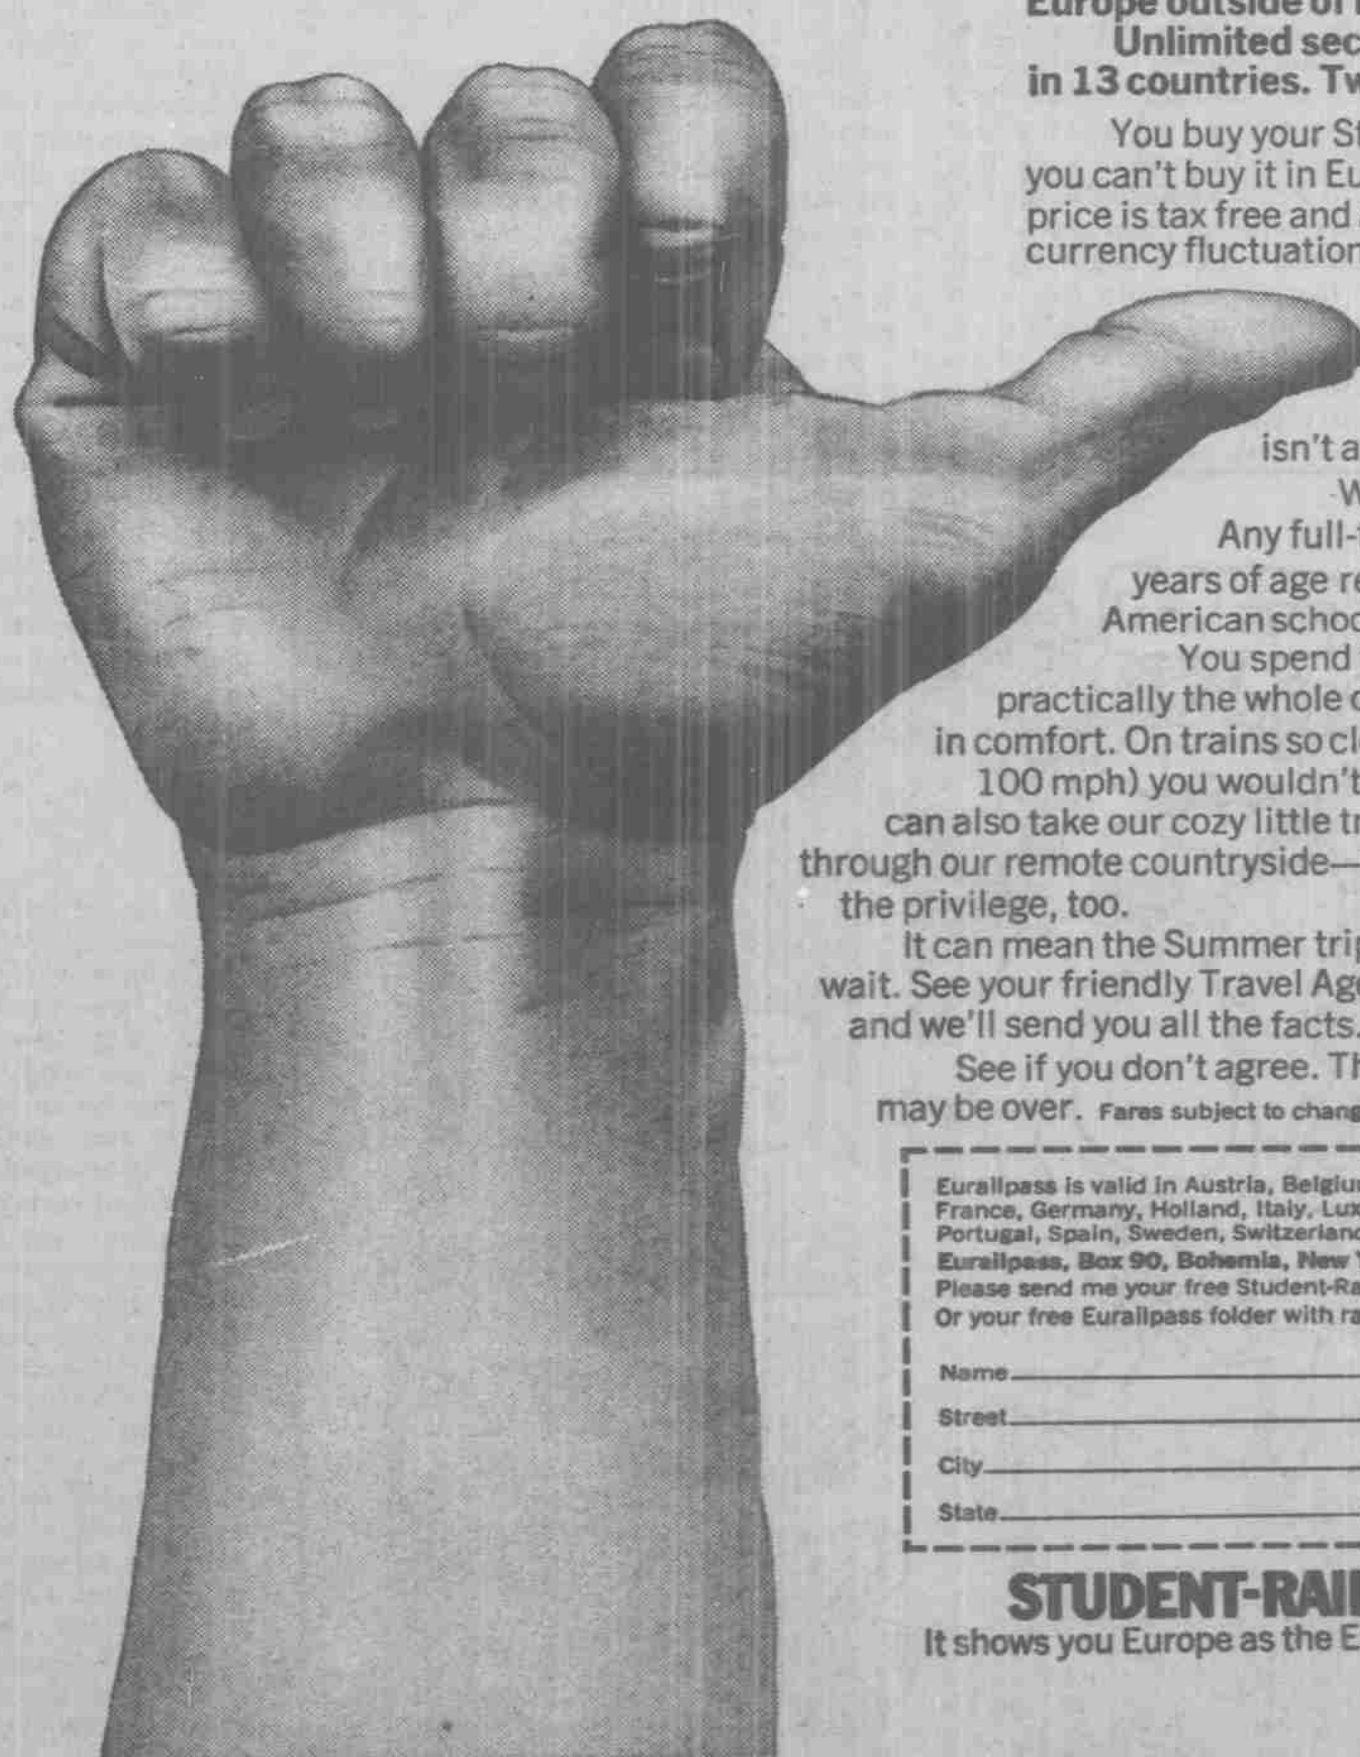 Europe outside of
Unlimited sec
in 13 countries. Tw
You buy your St
you can't buy it in Eu
price is tax free and
currency fluctuation
isn't a
W
Any full-
years of age re
American schoo
You spend
practically the whole
in comfort. On trains so cl
100 mph) you wouldn't
can also take our cozy little tr
through our remote countryside—
the privilege, too.
It can mean the Summer trip
wait. See your friendly Travel Age
and we'll send you all the facts.
See if you don't agree. Th
may be over. Fares subject to chang
Eurailpass is valid in Austria, Belgiu
France, Germany, Holland, Italy, Lux
Portugal, Spain, Sweden, Switzerland
Eurailpass, Box 90, Bohemia, New Y
Please send me your free Student-Ra
Or your free Eurailpass folder with ra
Name
Street
City
State
STUDENT-RAIL
It shows you Europe as the E